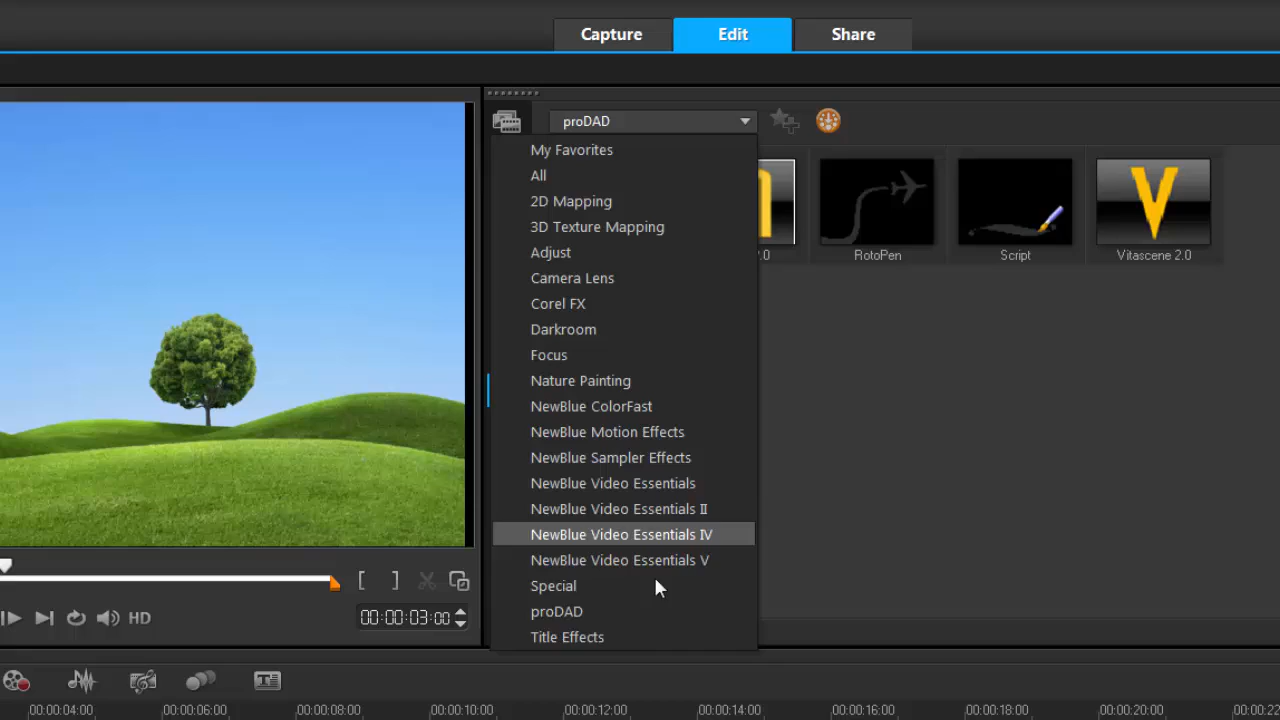 Capture
Edit
Share
proDAD
My Favorites
All
2D Mapping
3D Texture Mapping
Adjust
Camera Lens
Corel FX
Darkroom
Focus
Nature Painting
NewBlue ColorFast
NewBlue Motion Effects
NewBlue Sampler Effects
NewBlue Video Essentials
NewBlue Video Essentials II
NewBlue Video Essentials IV
NewBlue Video Essentials V
Special
proDAD
Title Effects
.0
RotoPen
Script
V
Vitascene 2.0
[ ]
HD
00:00:03:00
T
00:00:04:00 00:00:06:00 00:00:08:00 00:00:10:00 00:00:12:00 00:00:14:00 00:00:16:00 00:00:18:00 00:00:20:00 00:00:22